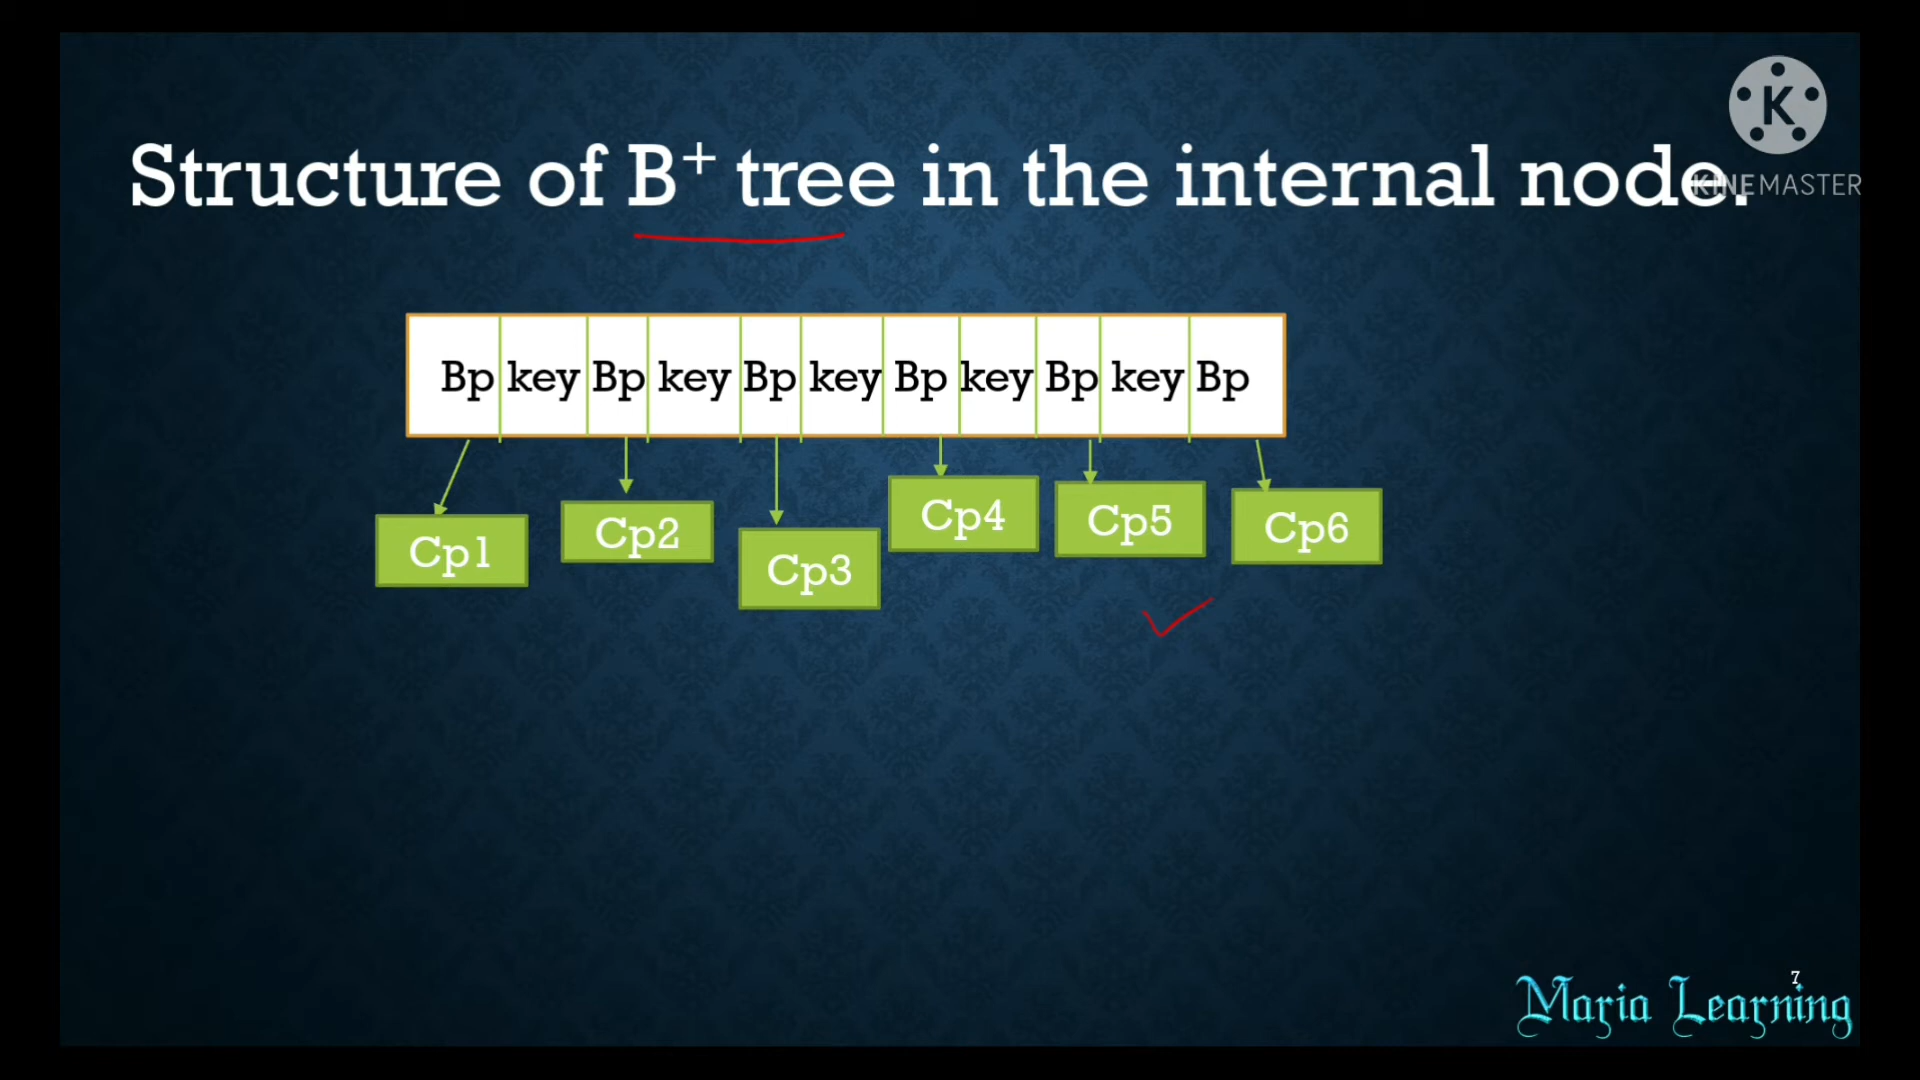 Structure of B+ tree in the internal node.
K
KINEMASTER
Bp key Bp key Bp key Bp key Bp key Bp
Cp1 Cp2 Cp3 Cp4 Cp5 Cp6
7
Maria Learning